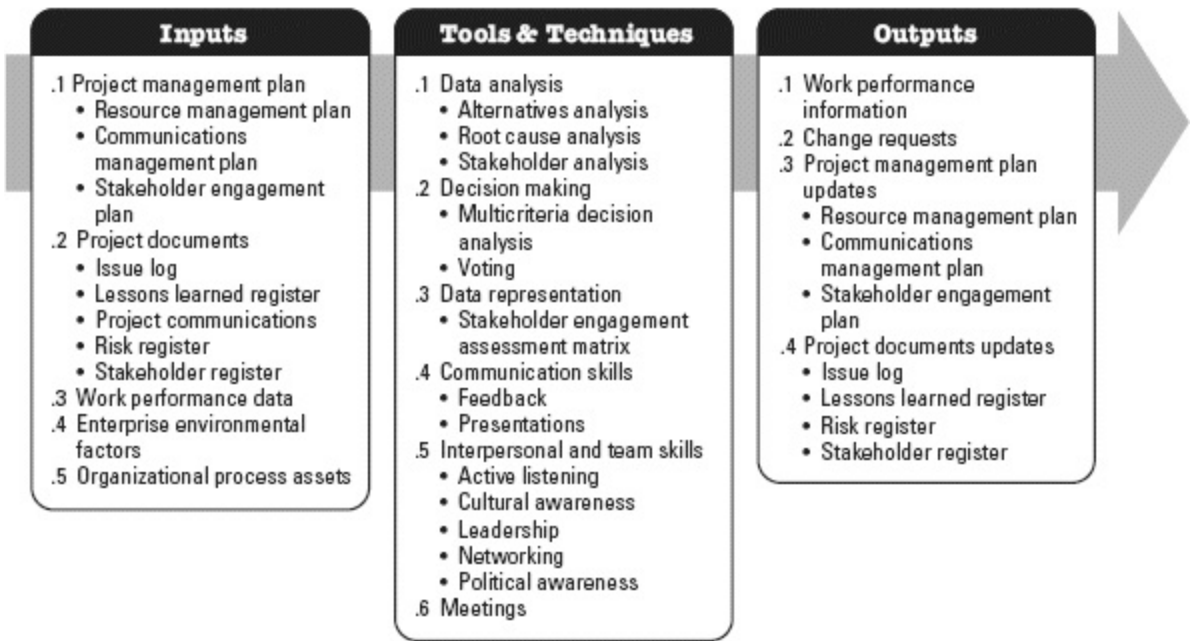 Inputs
.1 Project management plan
• Resource management plan
• Communications
management plan
• Stakeholder engagement
plan
.2 Project documents
• Issue log
• Lessons learned register
• Project communications
• Risk register
• Stakeholder register
.3 Work performance data
.4 Enterprise environmental
factors
.5 Organizational process assets
Tools & Techniques
.1 Data analysis
• Alternatives analysis
• Root cause analysis
• Stakeholder analysis
.2 Decision making
• Multicriteria decision
analysis
• Voting
.3 Data representation
• Stakeholder engagement
assessment matrix
.4 Communication skills
• Feedback
• Presentations
.5 Interpersonal and team skills
• Active listening
• Cultural awareness
• Leadership
• Networking
• Political awareness
.6 Meetings
Outputs
.1 Work performance
information
.2 Change requests
.3 Project management plan
updates
• Resource management plan
• Communications
management plan
• Stakeholder engagement
plan
.4 Project documents updates
• Issue log
• Lessons learned register
• Risk register
• Stakeholder register